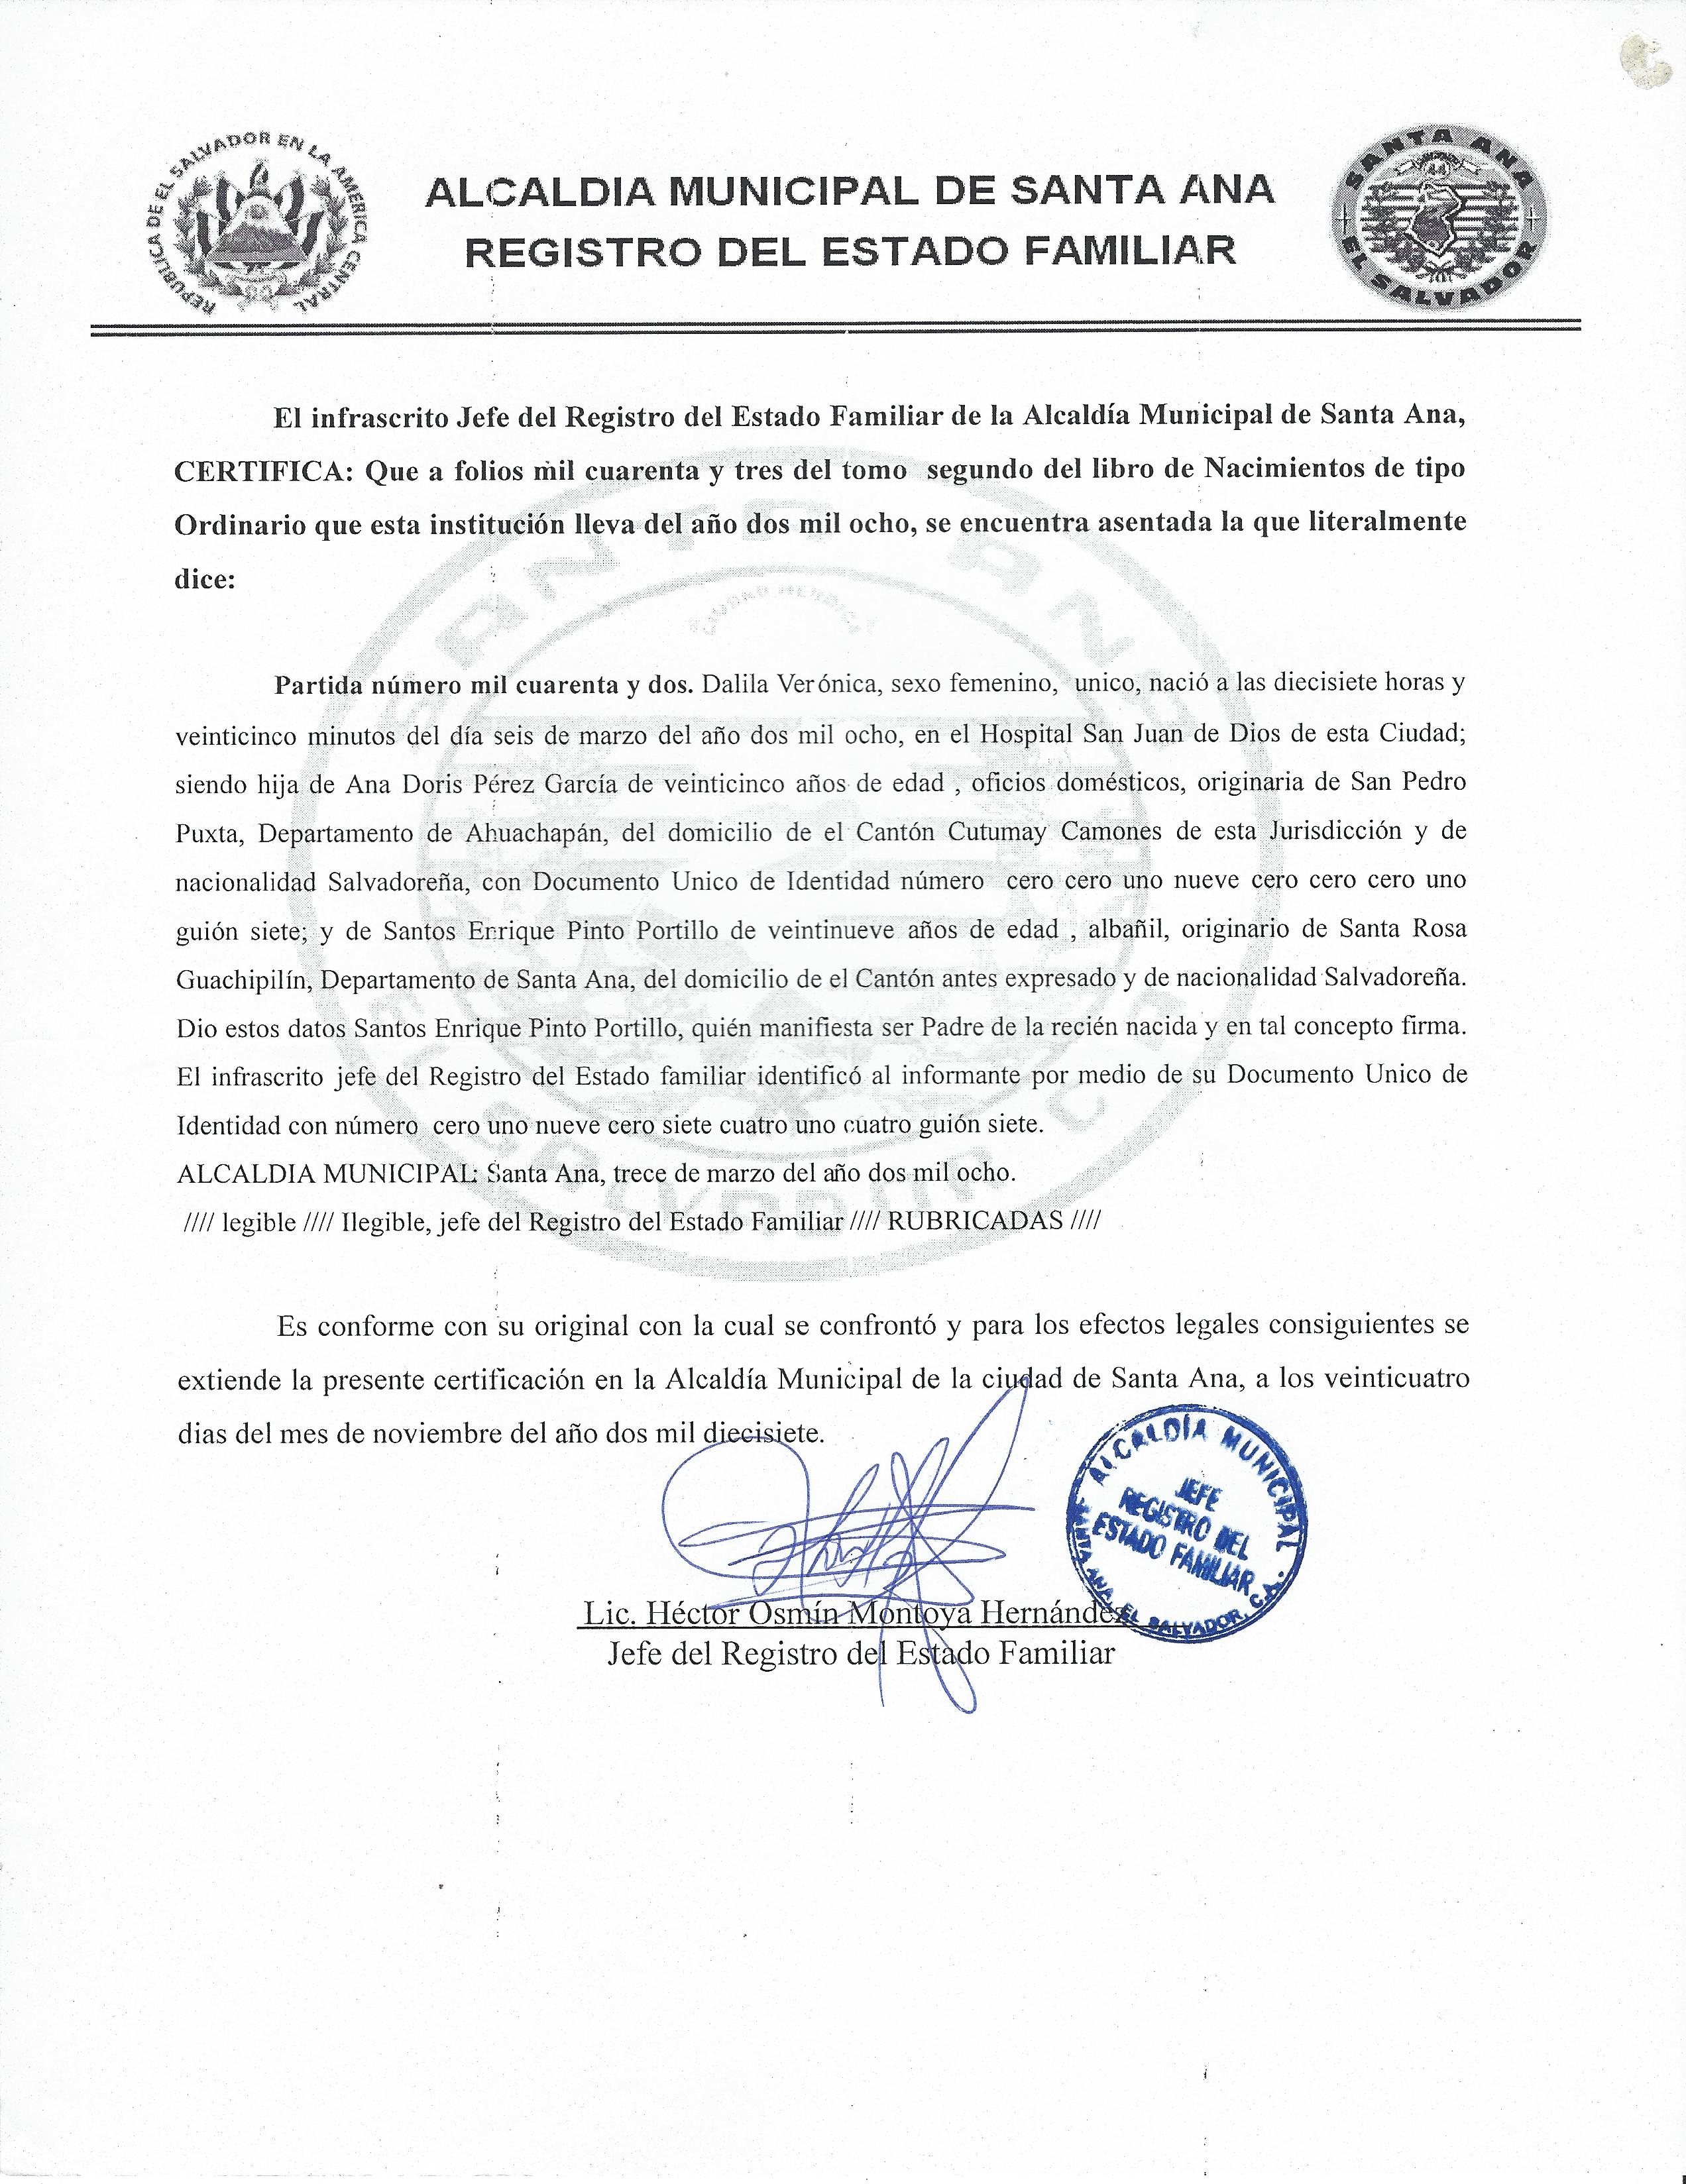 REPUBLICA DE EL SALVADOR EN LA AMERICA CENTRAL
ALCALDIA MUNICIPAL DE SANTA ANA
REGISTRO DEL ESTADO FAMILIAR
SANTA ANA
EL SALVADOR
El infrascrito Jefe del Registro del Estado Familiar de la Alcaldía Municipal de Santa Ana,
CERTIFICA: Que a folios mil cuarenta y tres del tomo segundo del libro de Nacimientos de tipo
Ordinario que esta institución lleva del año dos mil ocho, se encuentra asentada la que literalmente
dice:
SANTA ANA
CIUDAD HEROICA
Partida número mil cuarenta y dos. Dalila Verónica, sexo femenino, unico, nació a las diecisiete horas y
veinticinco minutos del día seis de marzo del año dos mil ocho, en el Hospital San Juan de Dios de esta Ciudad;
siendo hija de Ana Doris Pérez García de veinticinco años de edad , oficios domésticos, originaria de San Pedro
Puxta, Departamento de Ahuachapán, del domicilio de el Cantón Cutumay Camones de esta Jurisdicción y de
nacionalidad Salvadoreña, con Documento Unico de Identidad número cero cero uno nueve cero cero cero uno
guión siete; y de Santos Enrique Pinto Portillo de veintinueve años de edad , albañil, originario de Santa Rosa
Guachipilín, Departamento de Santa Ana, del domicilio de el Cantón antes expresado y de nacionalidad Salvadoreña.
Dio estos datos Santos Enrique Pinto Portillo, quién manifiesta ser Padre de la recién nacida y en tal concepto firma.
El infrascrito jefe del Registro del Estado familiar identificó al informante por medio de su Documento Unico de
Identidad con número cero uno nueve cero siete cuatro uno cuatro guión siete.
ALCALDIA MUNICIPAL: Santa Ana, trece de marzo del año dos mil ocho.
//// legible //// Ilegible, jefe del Registro del Estado Familiar //// RUBRICADAS ////
EL SALVADOR
Es conforme con su original con la cual se confrontó y para los efectos legales consiguientes se
extiende la presente certificación en la Alcaldía Municipal de la ciudad de Santa Ana, a los veinticuatro
dias del mes de noviembre del año dos mil diecisiete.
ALCALDÍA MUNICIPAL
JEFE
REGISTRO DEL
ESTADO FAMILIAR
SANTA ANA, EL SALVADOR, C.A.
Lic. Héctor Osmín Montoya Hernández
Jefe del Registro del Estado Familiar